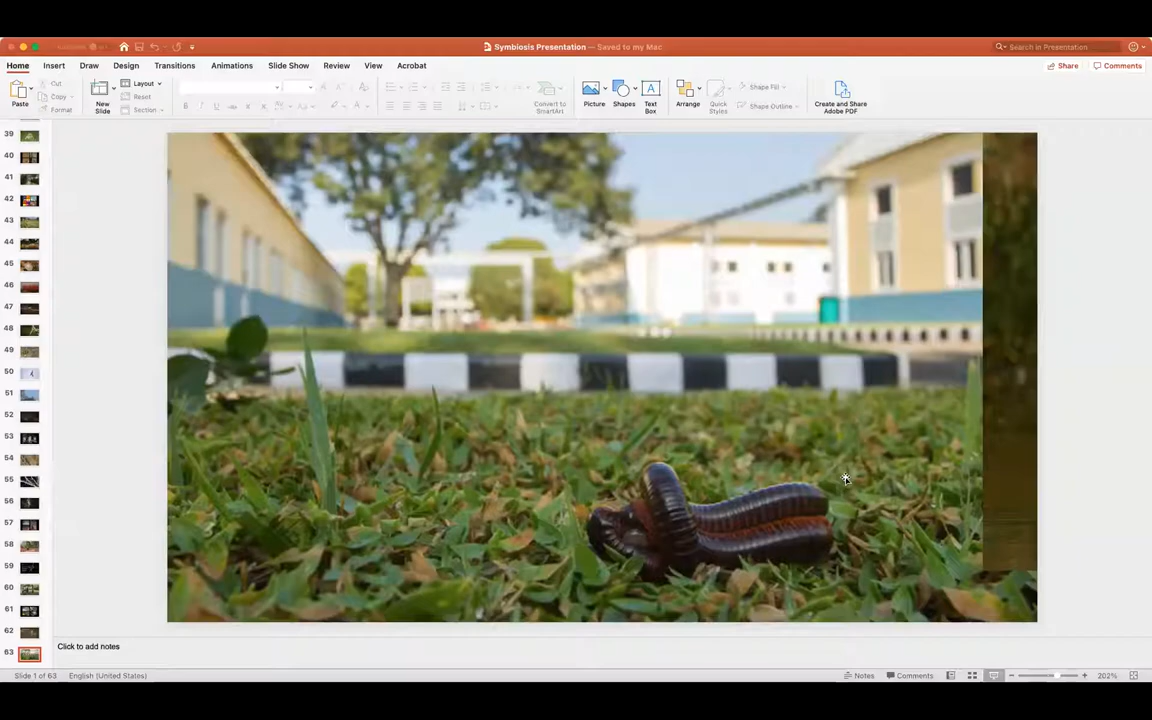 Symbiosis Presentation — Saved to my Mac
Search in Presentation
Home Insert Draw Design Transitions Animations Slide Show Review View Acrobat
Share Comments
Paste
Cut
Copy
Format
New
Slide
Layout
Reset
Section
Convert to
SmartArt
Picture
Shapes
Text
Box
Arrange
Quick
Styles
Shape Fill
Shape Outline
Create and Share
Adobe PDF
39
40
41
42
43
44
45
46
47
48
49
50
51
52
53
54
55
56
57
58
59
60
61
62
63
Click to add notes
Slide 1 of 63 English (United States) Notes Comments 202%